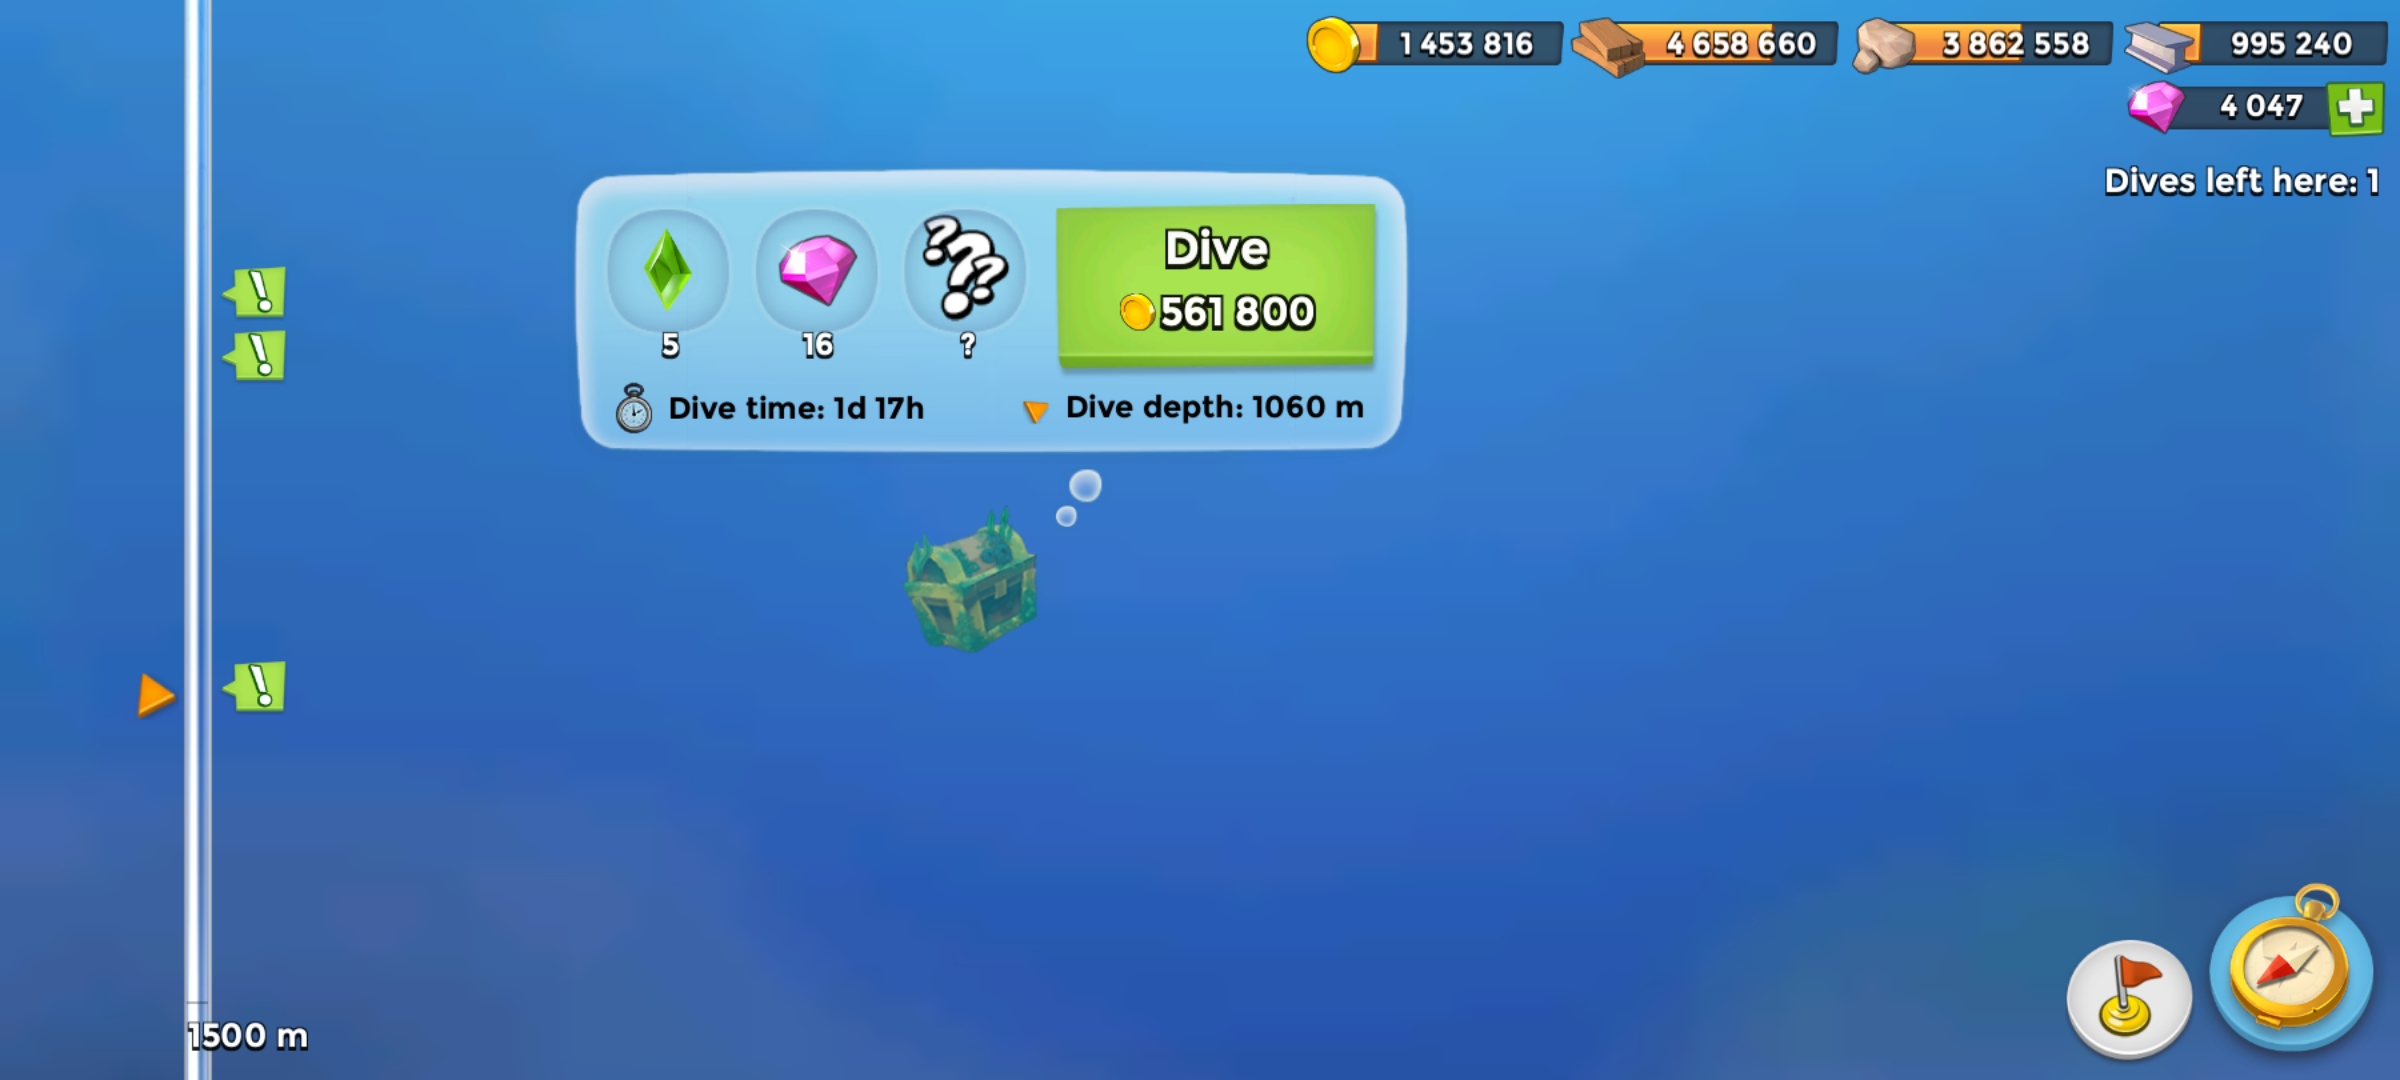 1 453 816
4 658 660
3 862 558
995 240
4 047
Dives left here: 1
Dive
561 800
5
16
?
Dive time: 1d 17h
Dive depth: 1060 m
1500 m